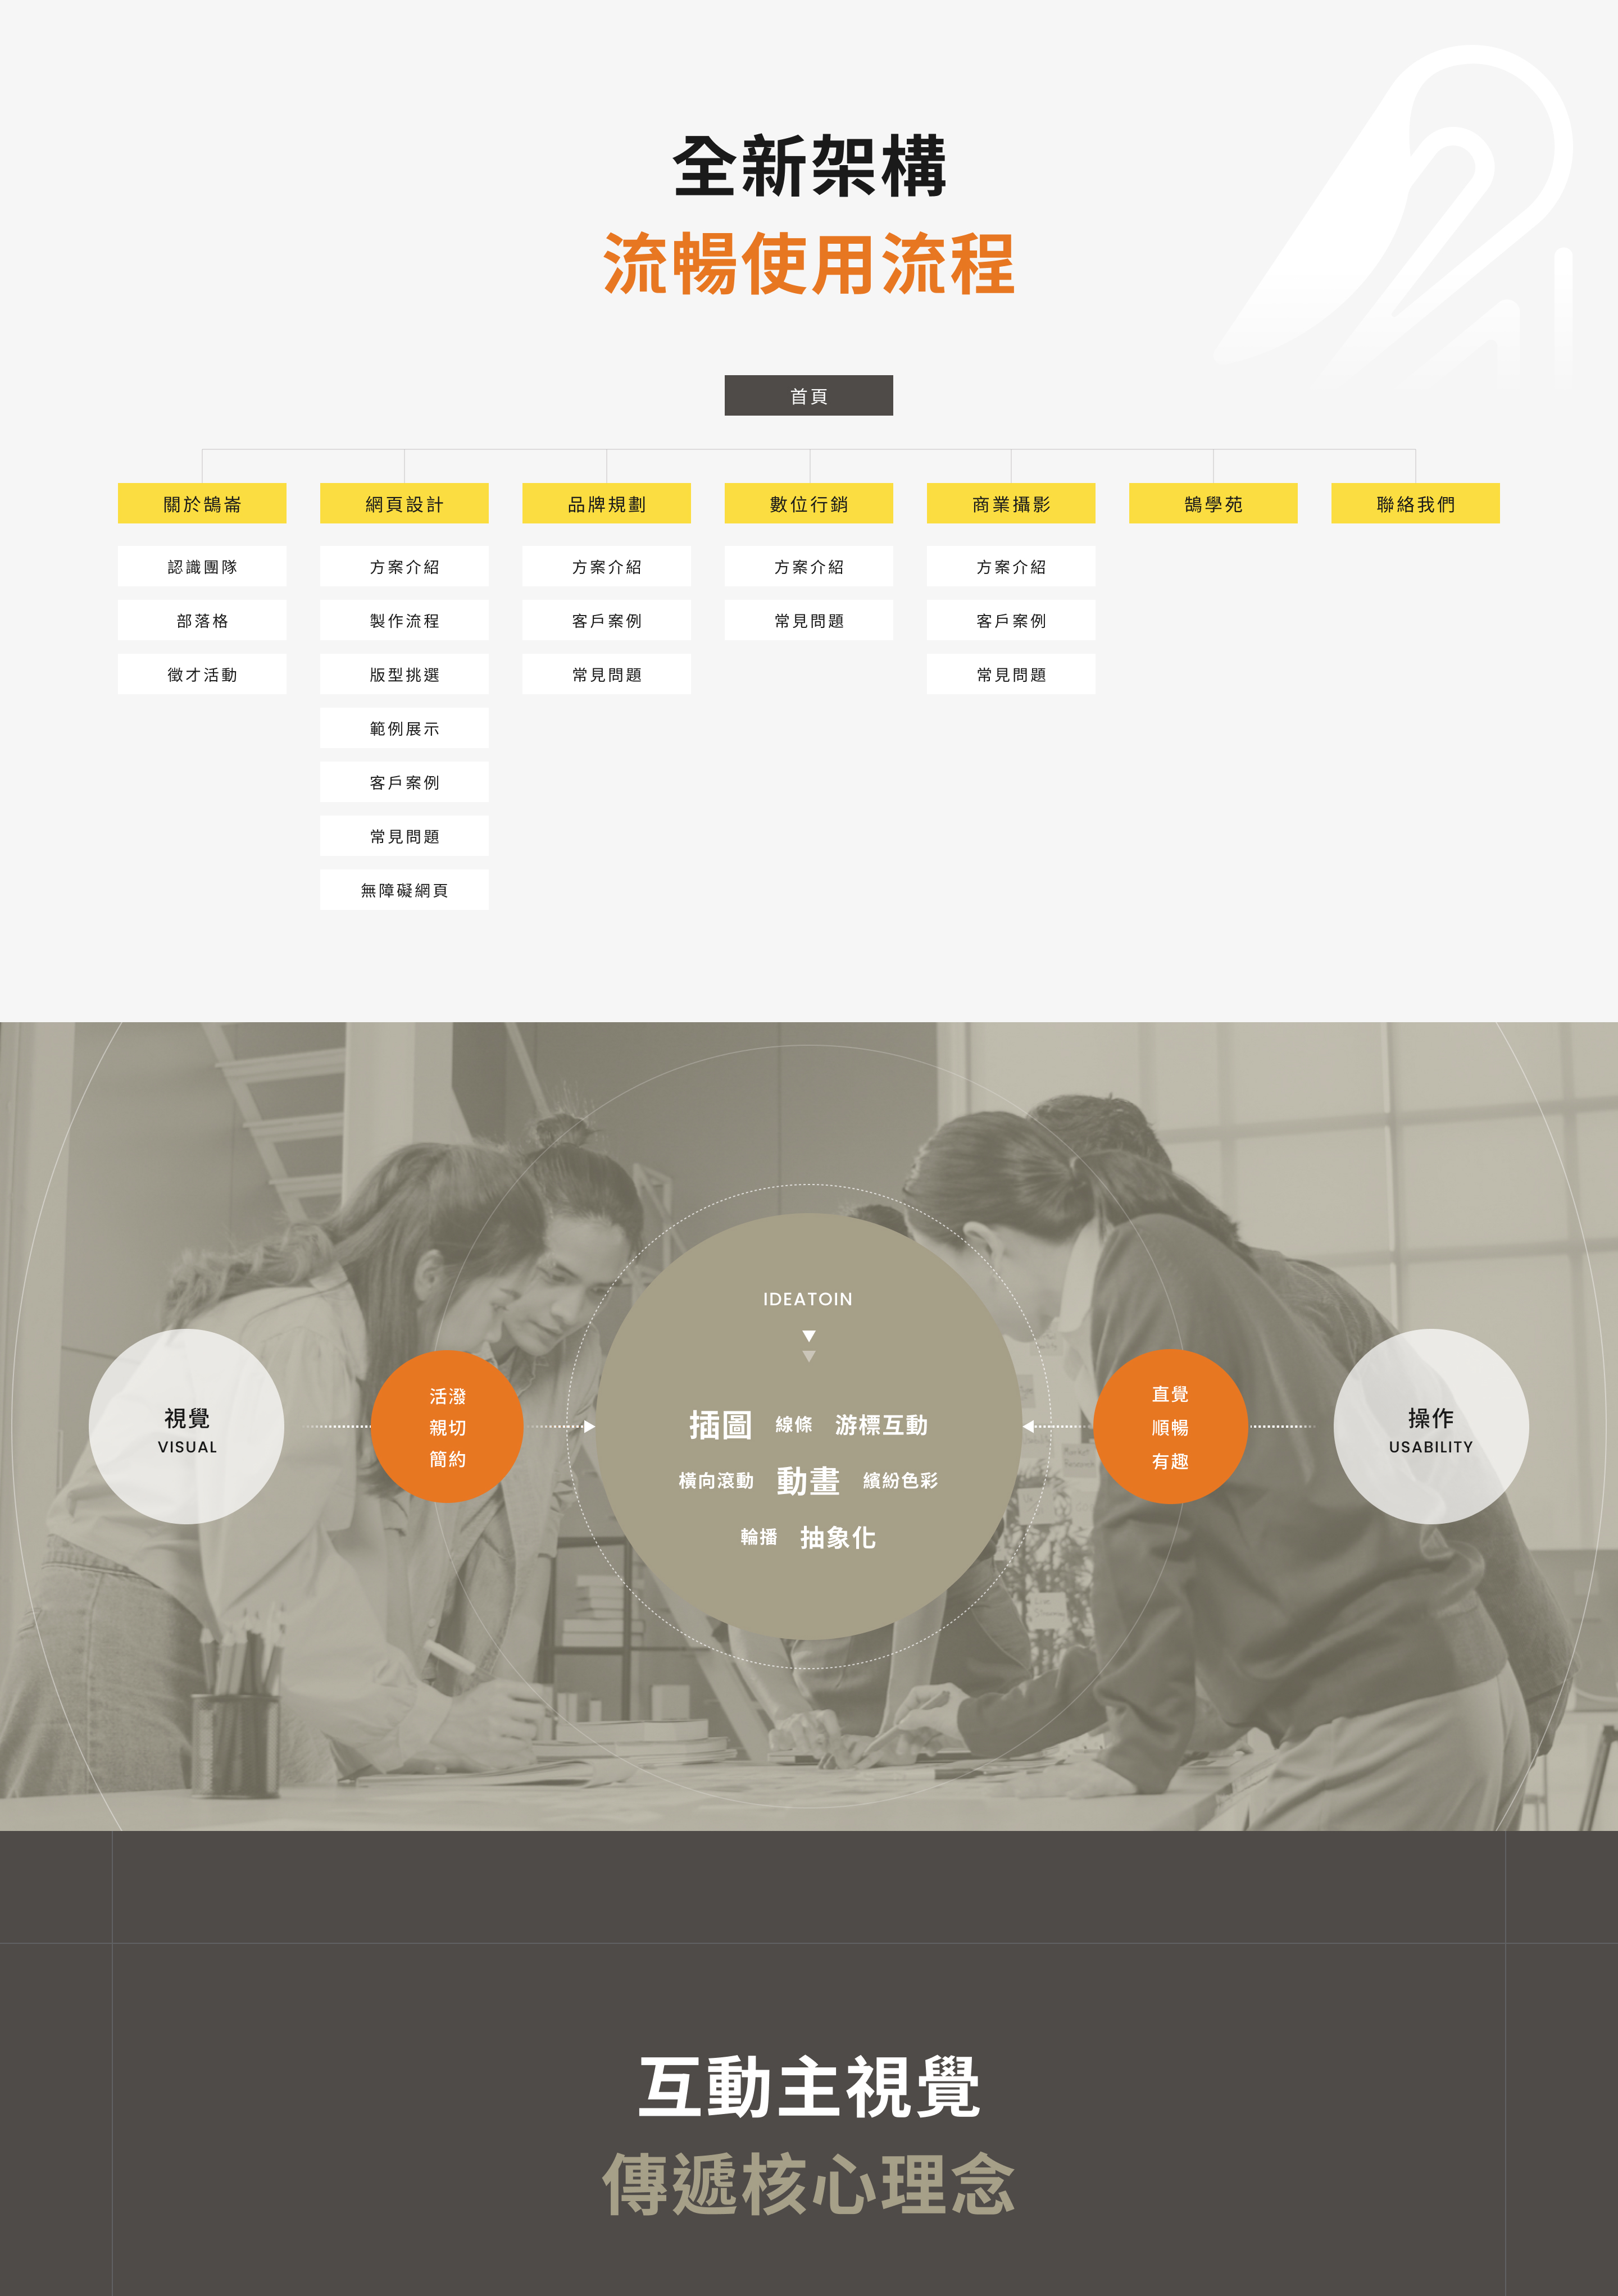 全新架構
流暢使用流程
首頁
關於鵠崙
網頁設計
品牌規劃
數位行銷
商業攝影
鵠學苑
聯絡我們
認識團隊
部落格
徵才活動
方案介紹
製作流程
版型挑選
範例展示
客戶案例
常見問題
無障礙網頁
方案介紹
客戶案例
常見問題
方案介紹
常見問題
方案介紹
客戶案例
常見問題
視覺
VISUAL
活潑
親切
簡約
IDEATOIN
插圖 線條 游標互動
橫向滾動 動畫 繽紛色彩
輪播 抽象化
直覺
順暢
有趣
操作
USABILITY
互動主視覺
傳遞核心理念